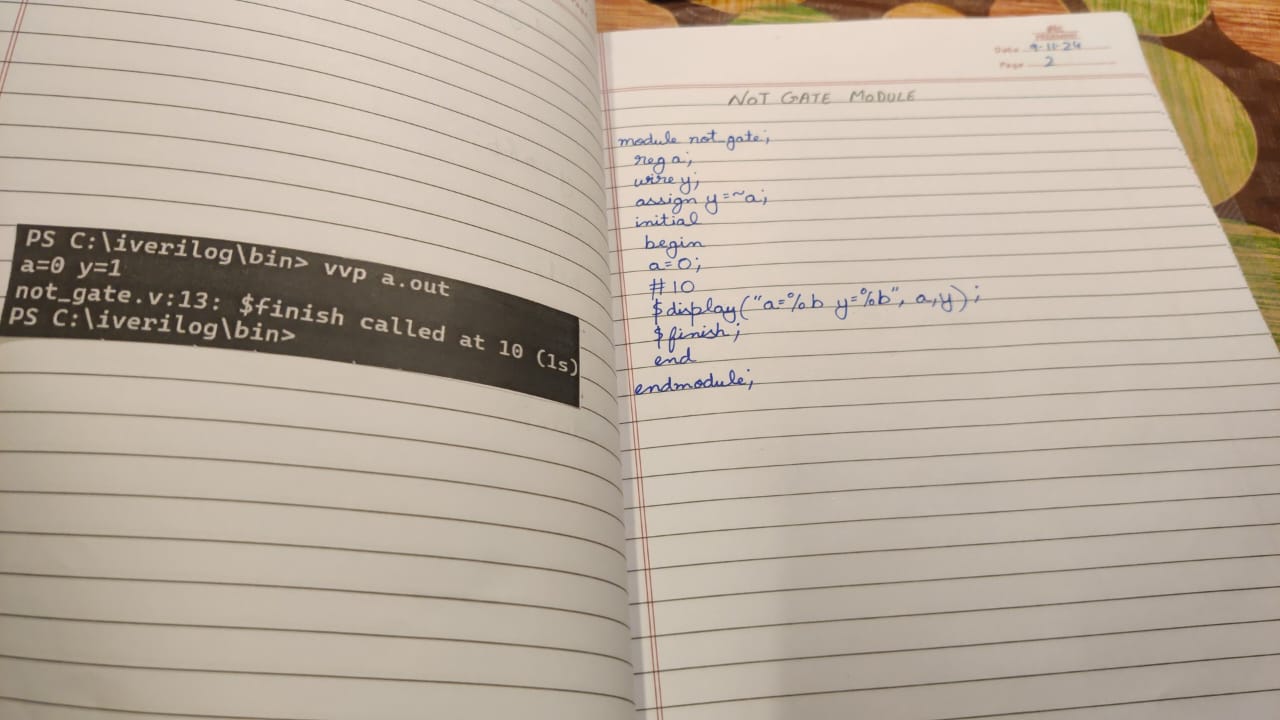 PS C:\iverilog\bin> vvp a.out
a=0 y=1
not_gate.v:13: $finish called at 10 (1s)
PS C:\iverilog\bin>
Date 9-11-24
Page 2
NOT GATE MODULE
module not_gate;
reg a;
wire y;
assign y=~a;
initial
begin
a=0;
#10
$display("a=%b y=%b", a,y);
$finish;
end
endmodule;